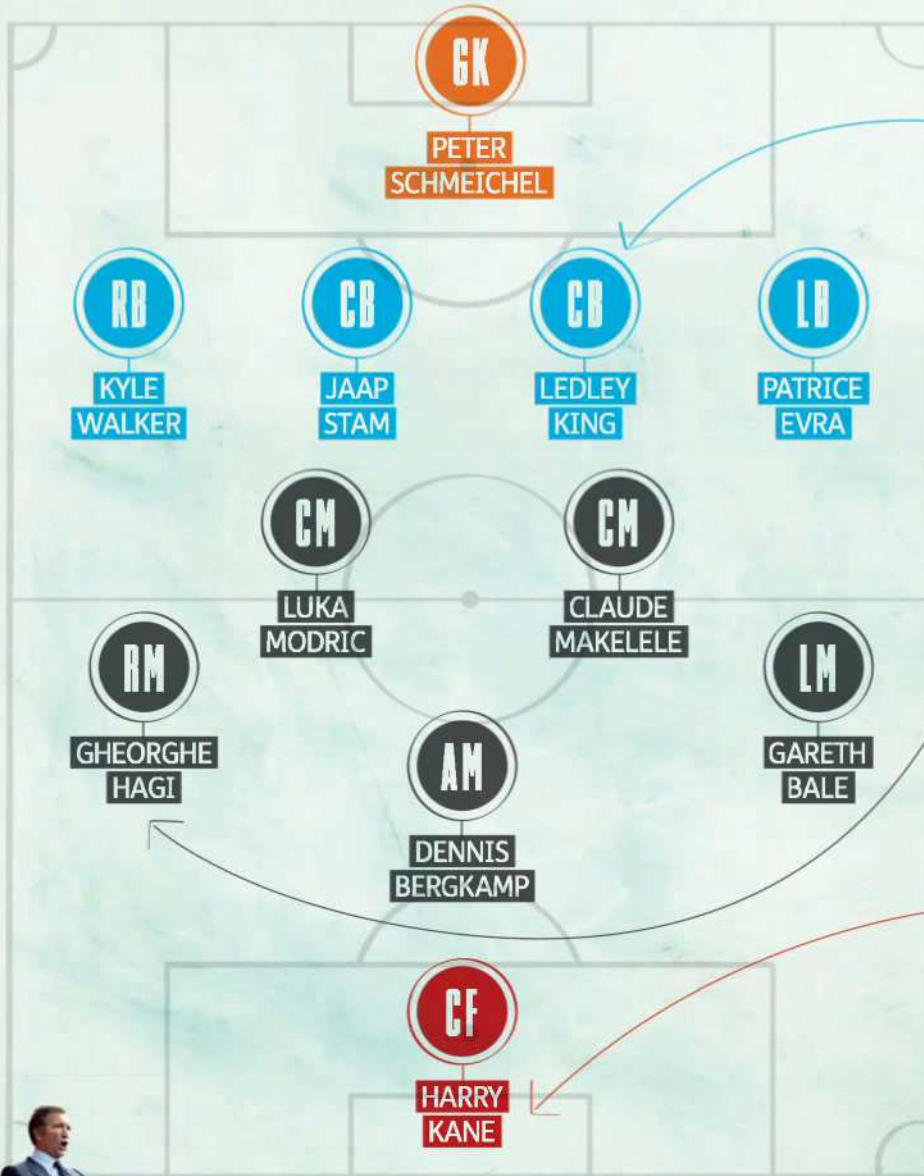 GK
PETER
SCHMEICHEL
RB
CB
CB
LB
KYLE
WALKER
JAAP
STAM
LEDLEY
KING
PATRICE
EVRA
CM
CM
LUKA
MODRIC
CLAUDE
MAKELELE
RM
LM
GHEORGHE
HAGI
GARETH
BALE
AM
DENNIS
BERGKAMP
CF
HARRY
KANE